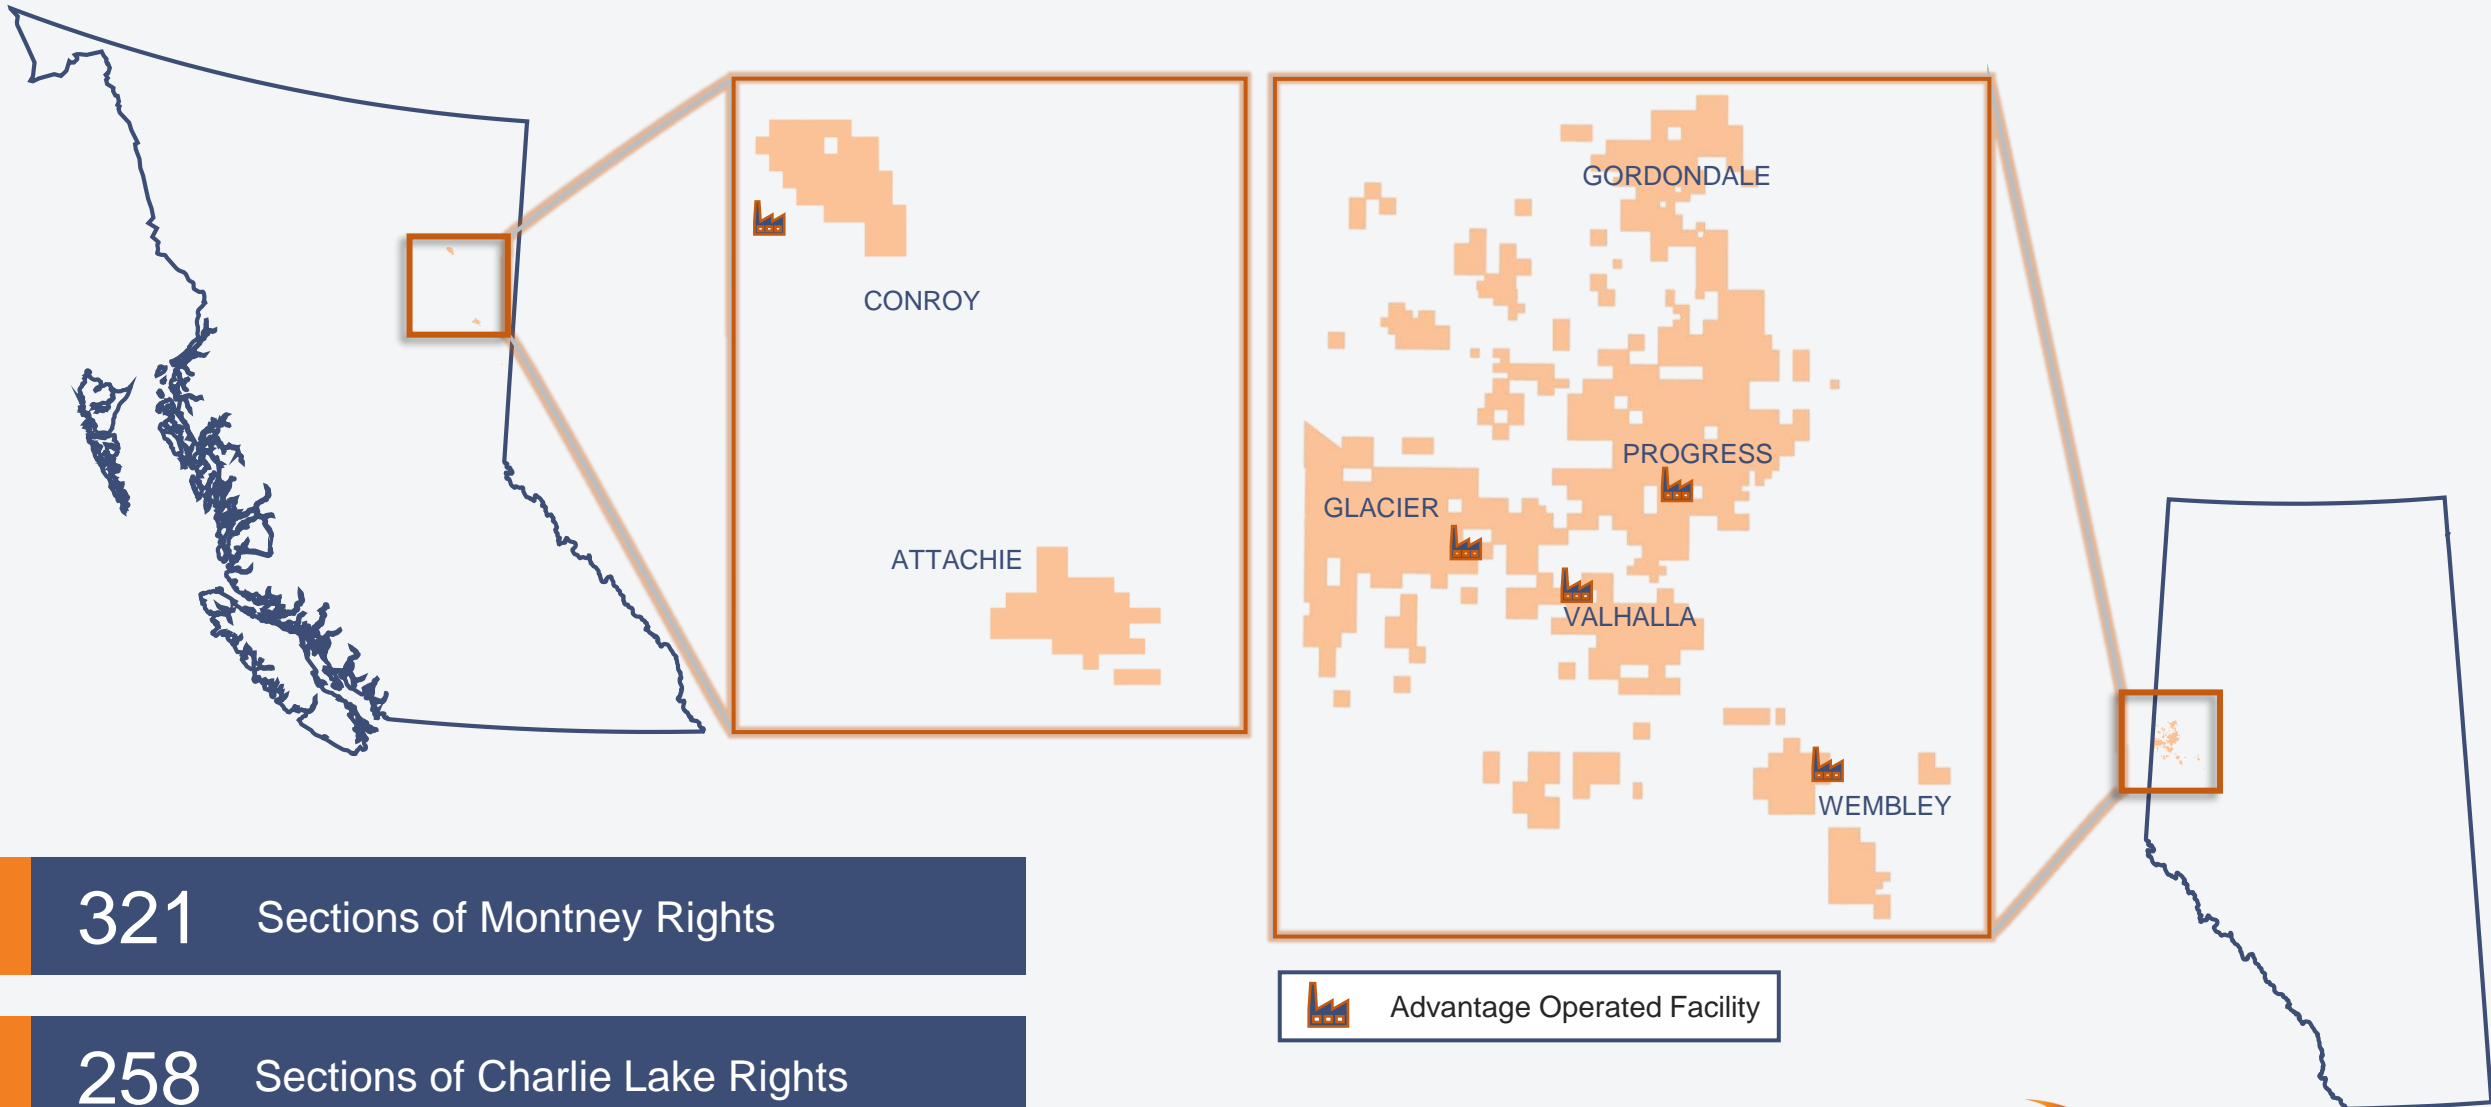 GORDONDALE
CONROY
PROGRESS
GLACIER
ATTACHIE
VALHALLA
WEMBLEY
321 Sections of Montney Rights
Advantage Operated Facility
258 Sections of Charlie Lake Rights